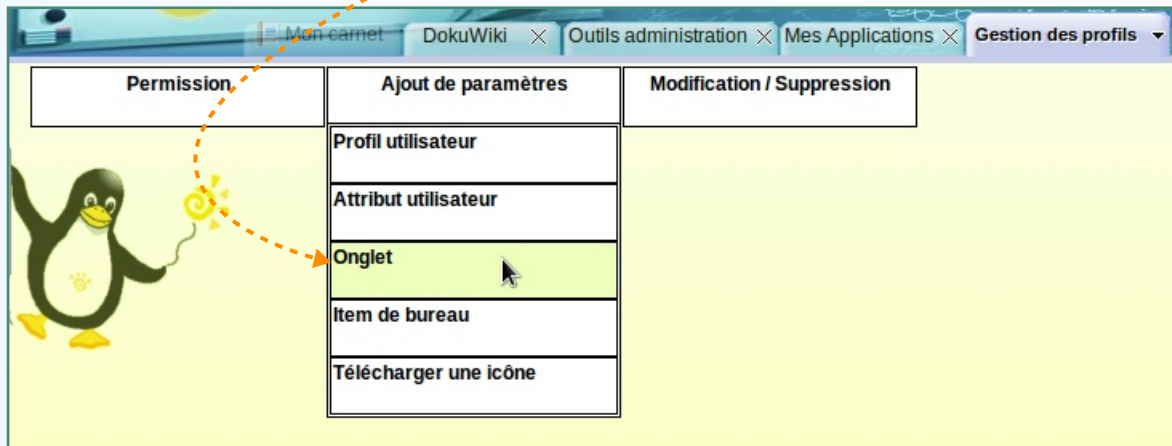 Mon carnet DokuWiki Outils administration Mes Applications Gestion des profils
Permission Ajout de paramètres Modification / Suppression
Profil utilisateur
Attribut utilisateur
Onglet
Item de bureau
Télécharger une icône